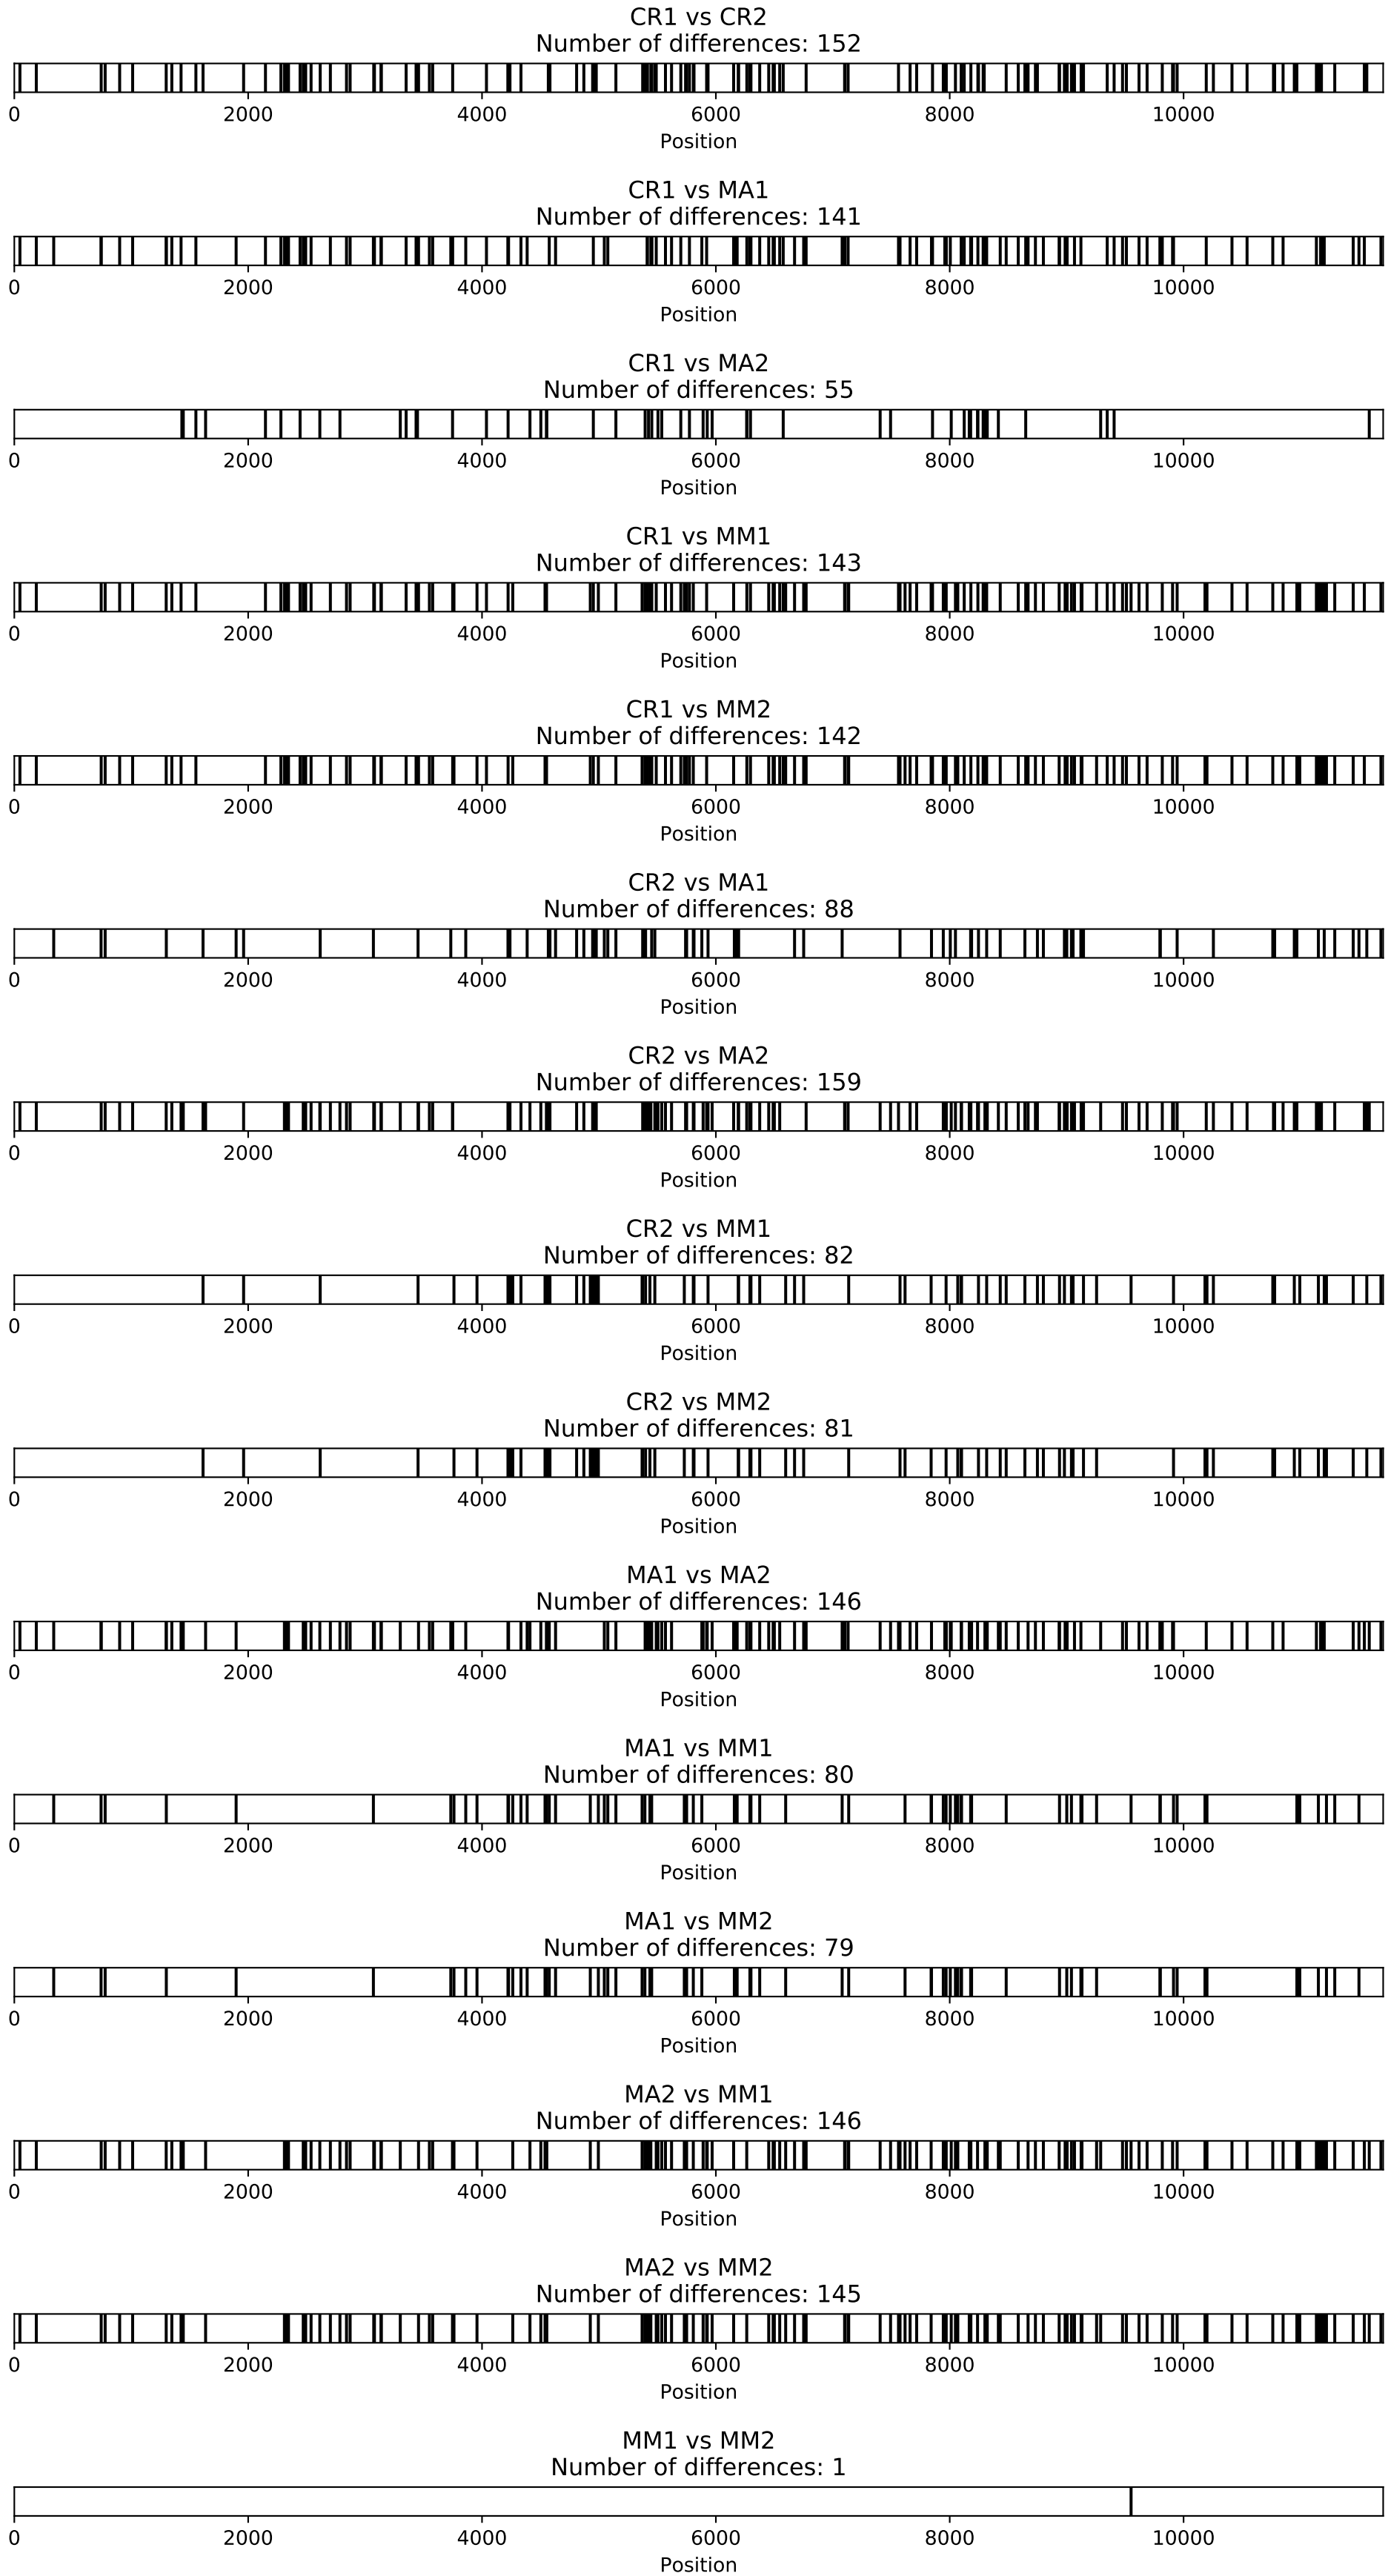 CR1 vs CR2
Number of differences: 152
0 2000 4000 6000 8000 10000
Position
CR1 vs MA1
Number of differences: 141
0 2000 4000 6000 8000 10000
Position
CR1 vs MA2
Number of differences: 55
0 2000 4000 6000 8000 10000
Position
CR1 vs MM1
Number of differences: 143
0 2000 4000 6000 8000 10000
Position
CR1 vs MM2
Number of differences: 142
0 2000 4000 6000 8000 10000
Position
CR2 vs MA1
Number of differences: 88
0 2000 4000 6000 8000 10000
Position
CR2 vs MA2
Number of differences: 159
0 2000 4000 6000 8000 10000
Position
CR2 vs MM1
Number of differences: 82
0 2000 4000 6000 8000 10000
Position
CR2 vs MM2
Number of differences: 81
0 2000 4000 6000 8000 10000
Position
MA1 vs MA2
Number of differences: 146
0 2000 4000 6000 8000 10000
Position
MA1 vs MM1
Number of differences: 80
0 2000 4000 6000 8000 10000
Position
MA1 vs MM2
Number of differences: 79
0 2000 4000 6000 8000 10000
Position
MA2 vs MM1
Number of differences: 146
0 2000 4000 6000 8000 10000
Position
MA2 vs MM2
Number of differences: 145
0 2000 4000 6000 8000 10000
Position
MM1 vs MM2
Number of differences: 1
0 2000 4000 6000 8000 10000
Position